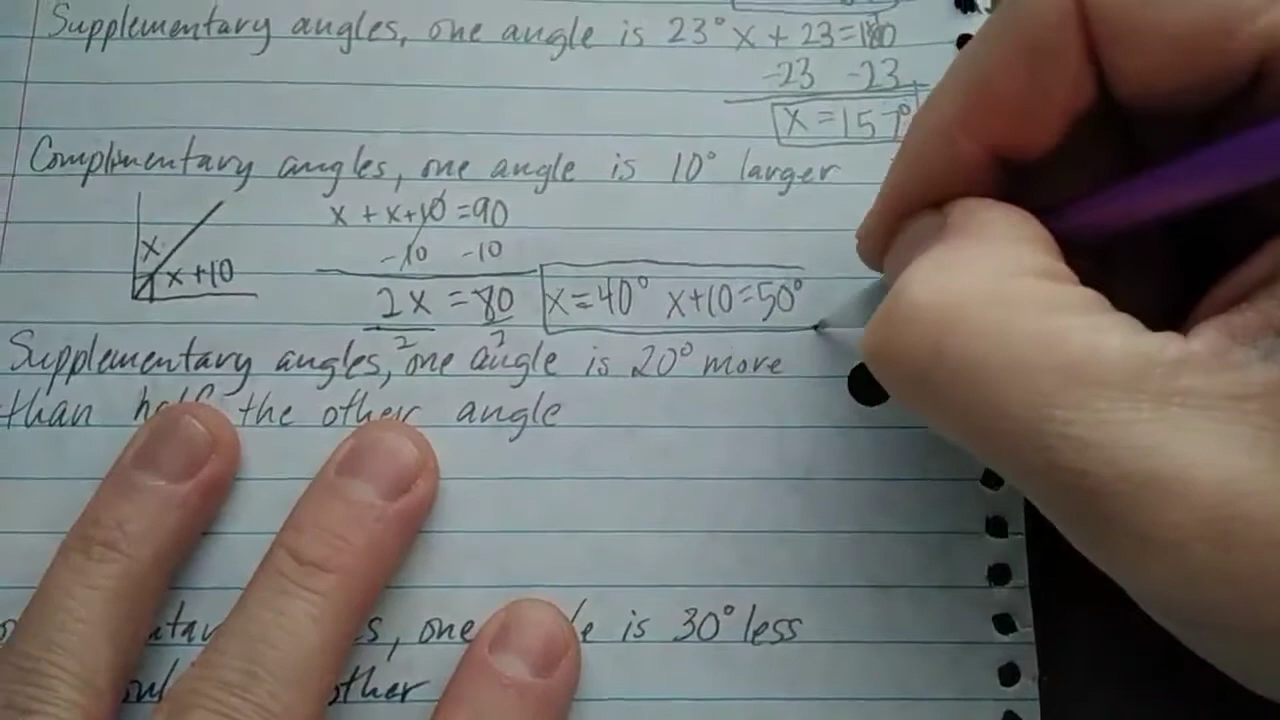 Supplementary angles, one angle is 23° x + 23 = 180
-23 -23
x = 157°
Complimentary angles, one angle is 10° larger
x + x + 10 = 90
x
-10 -10
x + 10
2x = 80 x = 40° x + 10 = 50°
2 2
Supplementary angles, one angle is 20° more
than half the other angle
one is 30° less
other